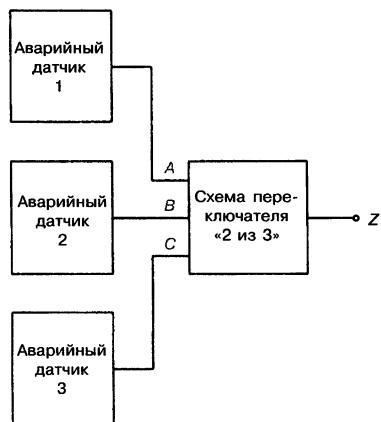 Аварийный
датчик
1
A
Аварийный
датчик
2
B
C
Схема пере-
ключателя
«2 из 3»
Z
Аварийный
датчик
3